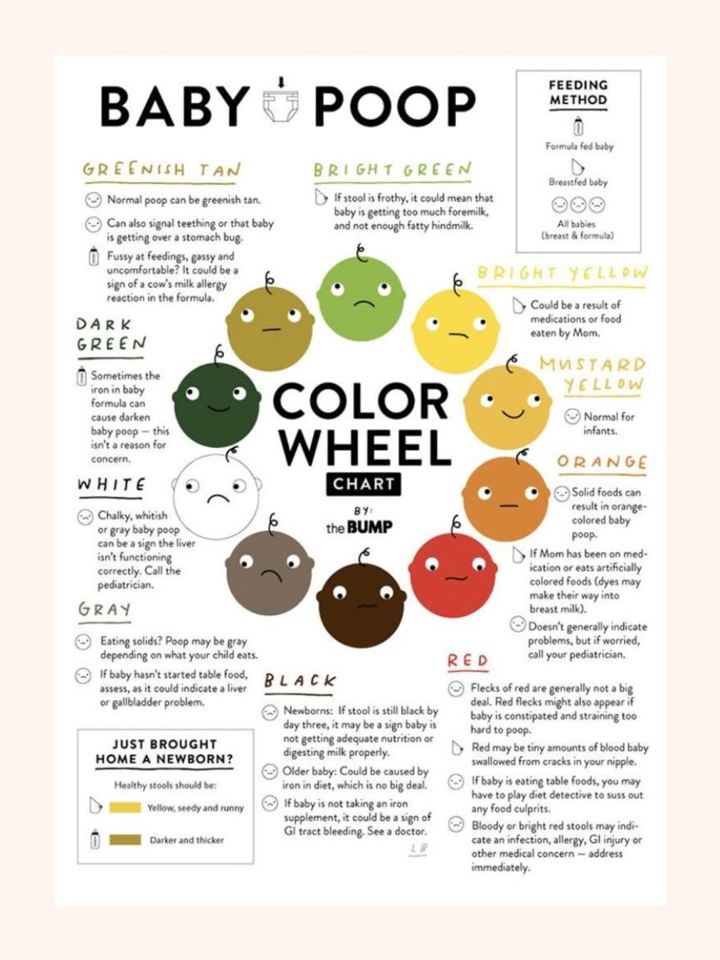 BABY POOP
FEEDING
METHOD
Formula fed baby
Breastfed baby
All babies
(breast & formula)
GREENISH TAN
Normal poop can be greenish tan.
Can also signal teething or that baby
is getting over a stomach bug.
Fussy at feedings, gassy and
uncomfortable? It could be a
sign of a cow's milk allergy
reaction in the formula.
BRIGHT GREEN
If stool is frothy, it could mean that
baby is getting too much foremilk,
and not enough fatty hindmilk.
BRIGHT YELLOW
Could be a result of
medications or food
eaten by Mom.
DARK
GREEN
Sometimes the
iron in baby
formula can
cause darken
baby poop — this
isn't a reason for
concern.
MUSTARD
YELLOW
Normal for
infants.
COLOR
WHEEL
CHART
BY:
the BUMP
WHITE
Chalky, whitish
or gray baby poop
can be a sign the liver
isn't functioning
correctly. Call the
pediatrician.
ORANGE
Solid foods can
result in orange-
colored baby
poop.
If Mom has been on med-
ication or eats artificially
colored foods (dyes may
make their way into
breast milk).
Doesn't generally indicate
problems, but if worried,
call your pediatrician.
GRAY
Eating solids? Poop may be gray
depending on what your child eats.
If baby hasn't started table food,
assess, as it could indicate a liver
or gallbladder problem.
BLACK
Newborns: If stool is still black by
day three, it may be a sign baby is
not getting adequate nutrition or
digesting milk properly.
Older baby: Could be caused by
iron in diet, which is no big deal.
If baby is not taking an iron
supplement, it could be a sign of
GI tract bleeding. See a doctor.
LB
RED
Flecks of red are generally not a big
deal. Red flecks might also appear if
baby is constipated and straining too
hard to poop.
Red may be tiny amounts of blood baby
swallowed from cracks in your nipple.
If baby is eating table foods, you may
have to play diet detective to suss out
any food culprits.
Bloody or bright red stools may indi-
cate an infection, allergy, GI injury or
other medical concern — address
immediately.
JUST BROUGHT
HOME A NEWBORN?
Healthy stools should be:
Yellow, seedy and runny
Darker and thicker